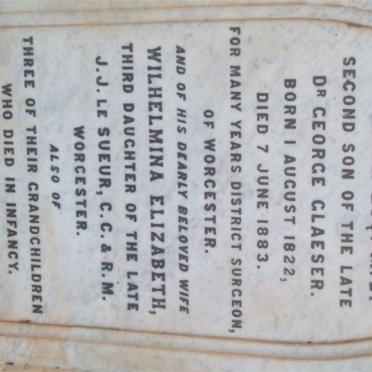 SECOND SON OF THE LATE
DR GEORGE GLAESER.
BORN 1 AUGUST 1822,
DIED 7 JUNE 1883.
FOR MANY YEARS DISTRICT SURGEON,
OF WORCESTER.
AND OF HIS DEARLY BELOVED WIFE
WILHELMINA ELIZABETH,
THIRD DAUGHTER OF THE LATE
J.J. LE SUEUR, C.C. & R.M.
WORCESTER.
ALSO OF
THREE OF THEIR GRANDCHILDREN
WHO DIED IN INFANCY.